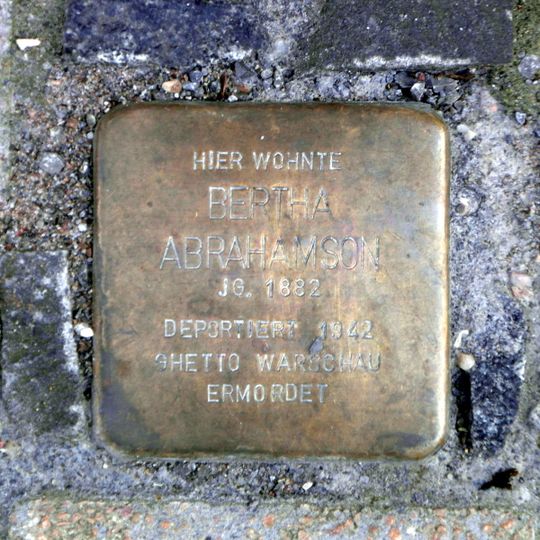 HIER WOHNTE
BERTHA
ABRAHAMSON
JG. 1882
DEPORTIERT 1942
GHETTO WARSCHAU
ERMORDET